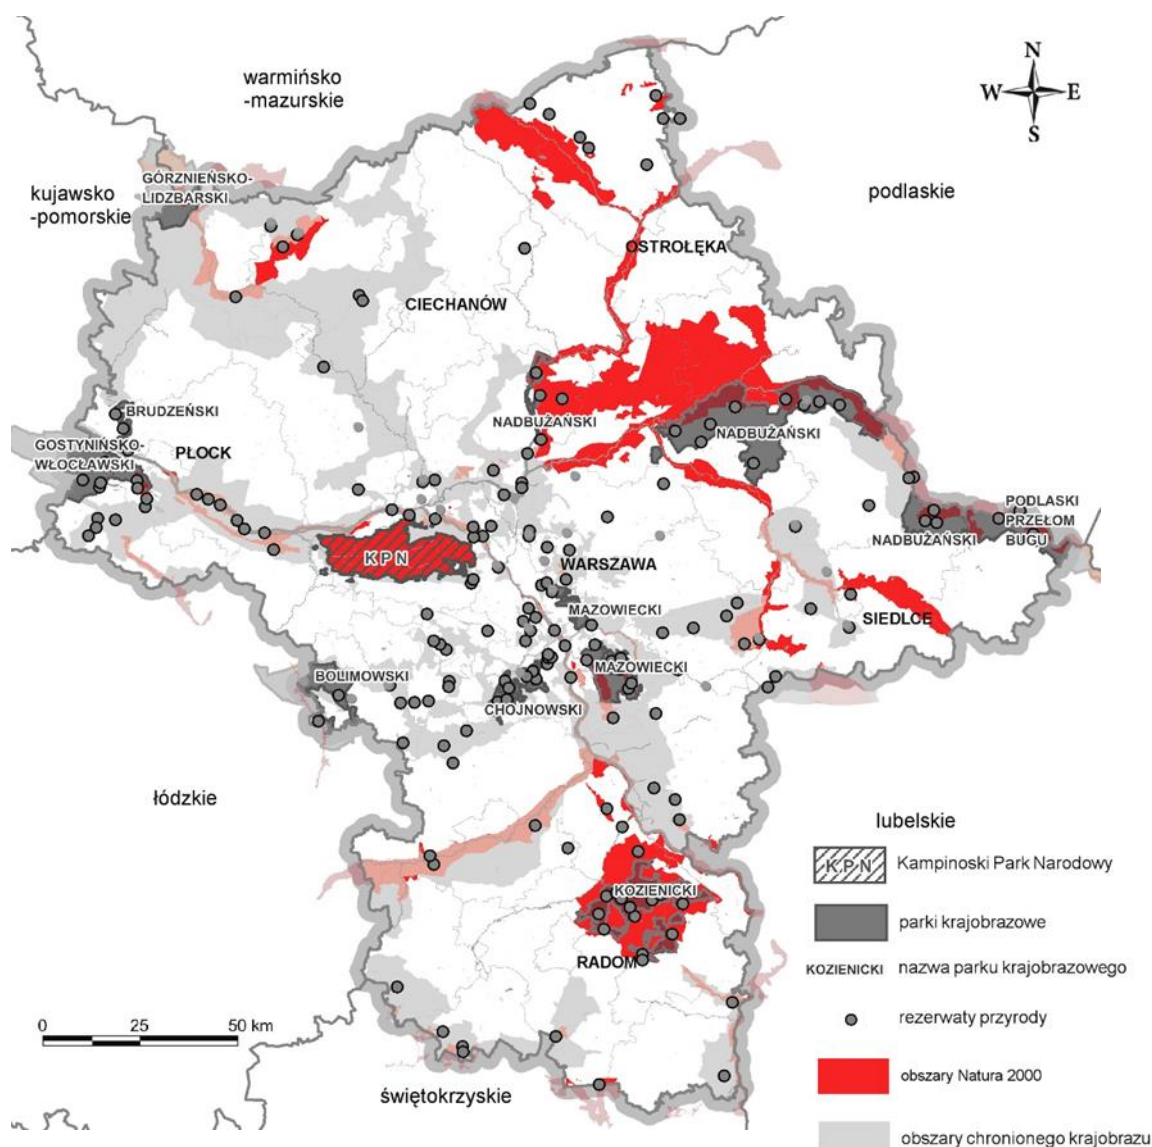 warmińsko
-mazurskie
N
W
E
S
kujawsko
-pomorskie
GÓRZNIEŃSKO-
LIDZBARSKI
podlaskie
OSTROŁĘKA
CIECHANÓW
BRUDZEŃSKI
GOSTYNIŃSKO-
WŁOCŁAWSKI
PŁOCK
NADBUŻAŃSKI
NADBUŻAŃSKI
PODLASKI
PRZEŁOM
BUGU
NADBUŻAŃSKI
K P N
WARSZAWA
MAZOWIECKI
SIEDLCE
MAZOWIECKI
BOLIMOWSKI
CHOJNOWSKI
łódzkie
lubelskie
K P N
Kampinoski Park Narodowy
KOZIENICKI
parki krajobrazowe
RADOM
KOZIENICKI
nazwa parku krajobrazowego
rezerwaty przyrody
0
25
50 km
obszary Natura 2000
świętokrzyskie
obszary chronionego krajobrazu